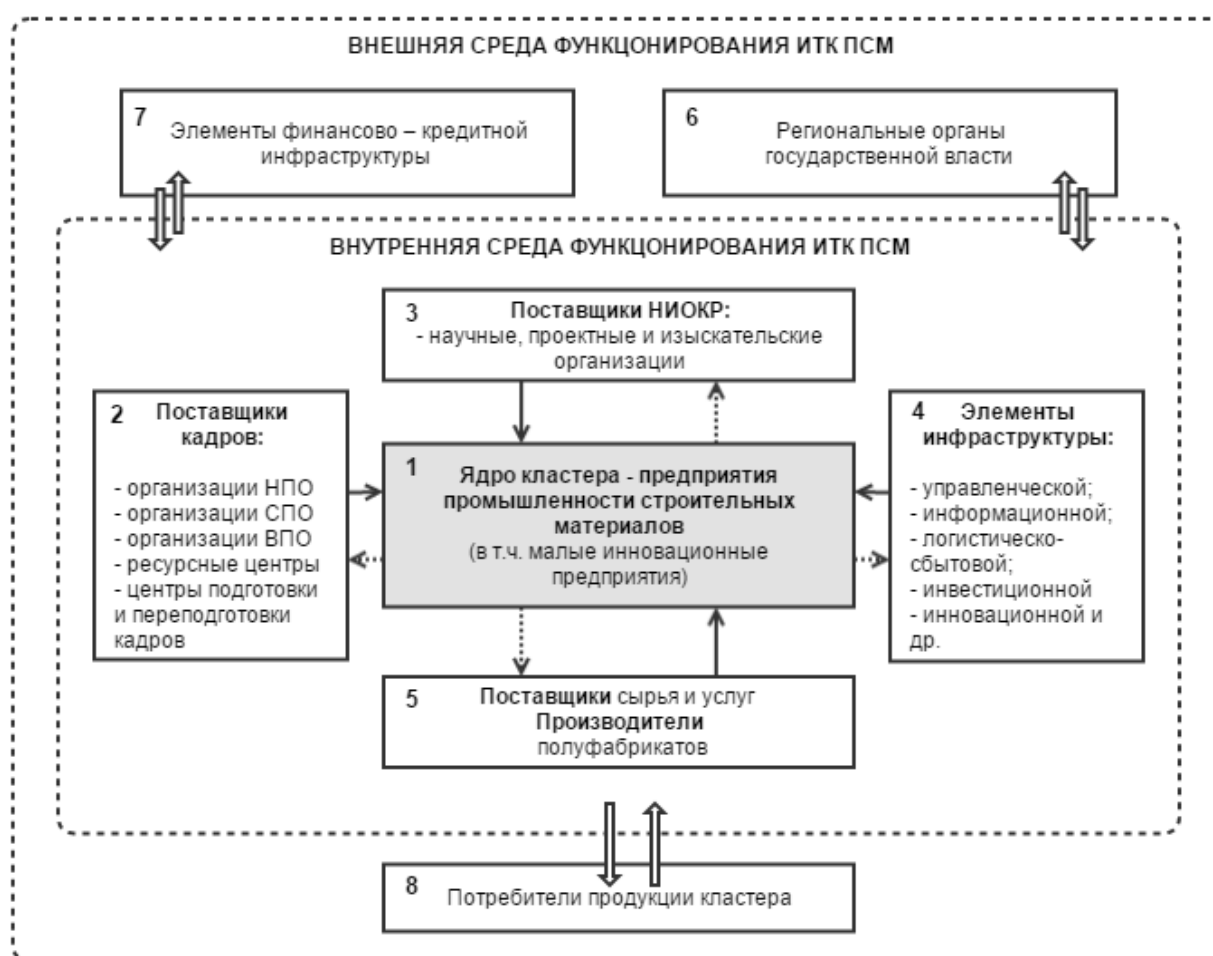 ВНЕШНЯЯ СРЕДА ФУНКЦОНИРОВАНИЯ ИТК ПСМ
7
Элементы финансово – кредитной
инфраструктуры
6
Региональные органы
государственной власти
ВНУТРЕННЯЯ СРЕДА ФУНКЦОНИРОВАНИЯ ИТК ПСМ
3
Поставщики НИОКР:
- научные, проектные и изыскательские
организации
2
Поставщики
кадров:
- организации НПО
- организации СПО
- организации ВПО
- ресурсные центры
- центры подготовки
и переподготовки
кадров
1
Ядро кластера - предприятия
промышленности строительных
материалов
(в т.ч. малые инновационные
предприятия)
4
Элементы
инфраструктуры:
- управленческой;
- информационной;
- логистическо-
сбытовой;
- инвестиционной
- инновационной и
др.
5
Поставщики сырья и услуг
Производители
полуфабрикатов
8
Потребители продукции кластера